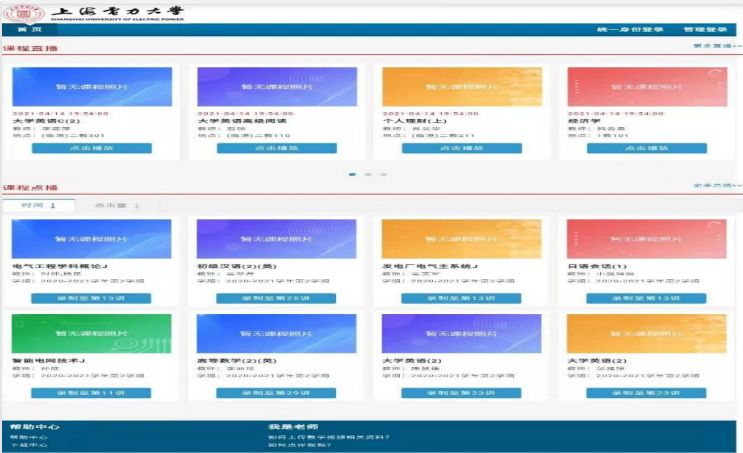 上海电力大学
SHANGHAI UNIVERSITY OF ELECTRIC POWER
首 页
统一身份登录 管理登录
课程直播
更多直播>>
暂无课程照片 暂无课程照片 暂无课程照片 暂无课程照片
2021-04-14 19:54:00 2021-04-14 19:54:00 2021-04-14 19:54:00 2021-04-14 19:54:00
大学英语C(2) 大学英语高级阅读 个人理财(上) 经济学
教师： 教师： 教师： 教师：
地点：(临港)二教301 地点：(临港)二教110 地点：(临港)二教211 地点：1教101
点击播放 点击播放 点击播放 点击播放
课程点播
更多点播>>
时间 ↓ 点击量 ↓
暂无课程照片 暂无课程照片 暂无课程照片 暂无课程照片
电气工程学科概论J 初级汉语(2)(英) 发电厂电气主系统J 日语会话(1)
教师： 教师： 教师： 教师：
学期：2020-2021学年第2学期 学期：2020-2021学年第2学期 学期：2020-2021学年第2学期 学期：2020-2021学年第2学期
录制至第13讲 录制至第25讲 录制至第13讲 录制至第13讲
暂无课程照片 暂无课程照片 暂无课程照片 暂无课程照片
智能电网技术J 高等数学(2)(英) 大学英语(2) 大学英语(2)
教师： 教师： 教师： 教师：
学期：2020-2021学年第2学期 学期：2020-2021学年第2学期 学期：2020-2021学年第2学期 学期：2020-2021学年第2学期
录制至第11讲 录制至第29讲 录制至第23讲 录制至第23讲
帮助中心 我是老师
帮助中心 如何上传教学视频相关资料？
下载中心 如何点评视频？